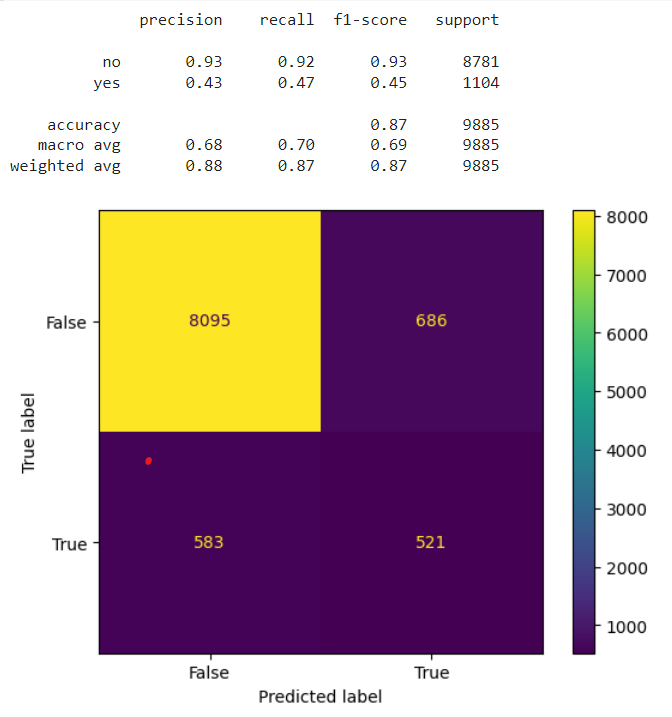 precision recall f1-score support
no 0.93 0.92 0.93 8781
yes 0.43 0.47 0.45 1104
accuracy 0.87 9885
macro avg 0.68 0.70 0.69 9885
weighted avg 0.88 0.87 0.87 9885
8000
7000
6000
5000
4000
3000
2000
1000
True label
False 8095 686
True 583 521
False True
Predicted label